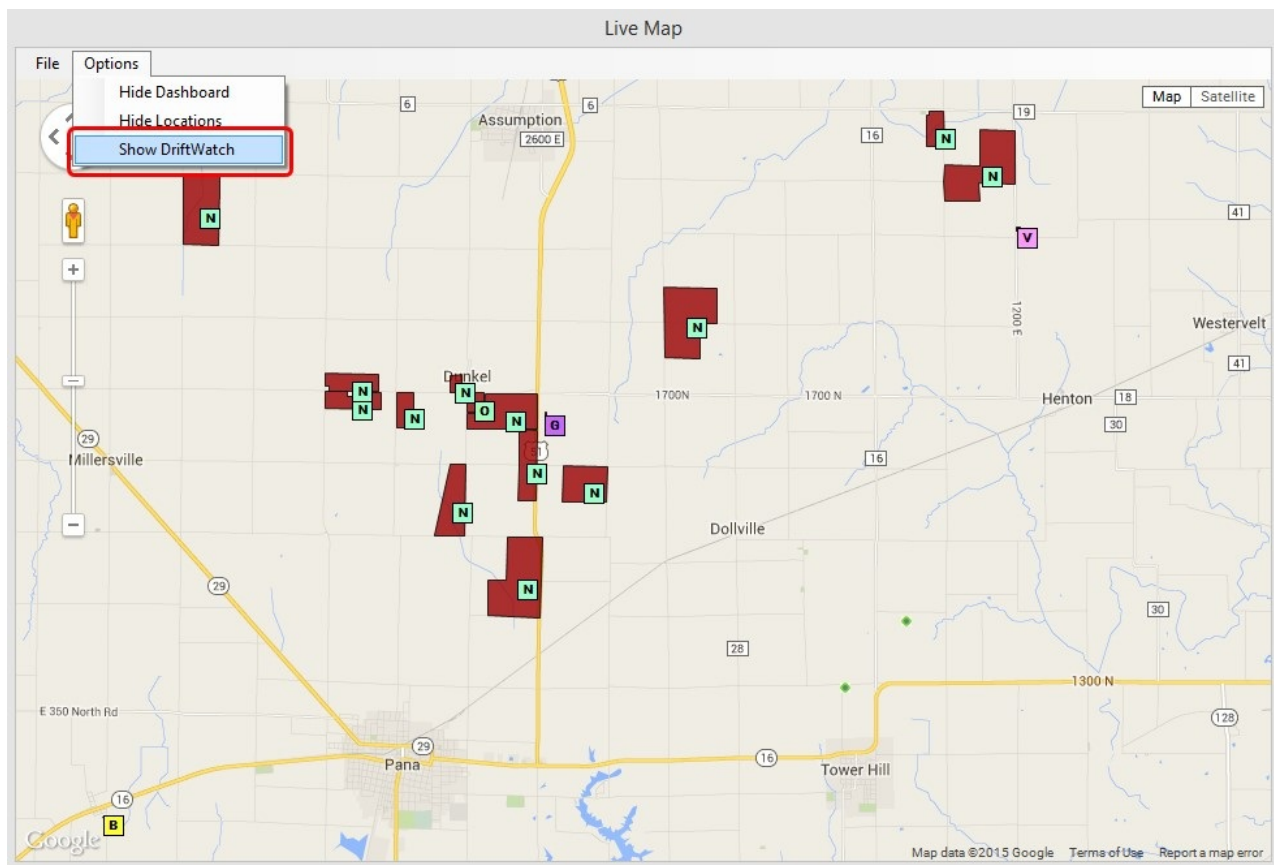 Live Map
File Options
Hide Dashboard
Hide Locations
Show DriftWatch
Map Satellite
6
6
Assumption
2600 E
19
16
N
N
N
41
V
1200 E
N
Westervelt
41
Dunkel
N
N
N
N
O
N
G
1700N
1700 N
Henton
18
30
29
Millersville
51
16
N
N
N
Dollville
29
N
30
28
1300 N
E 350 North Rd
128
29
Pana
16
Tower Hill
16
B
Google
Map data ©2015 Google Terms of Use Report a map error